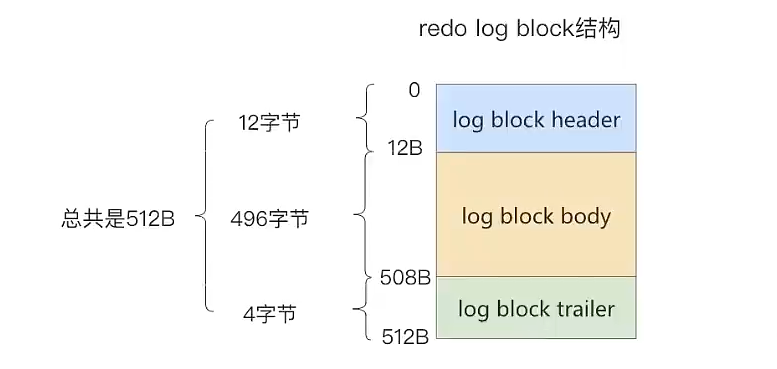 redo log block结构
0
12字节
log block header
12B
总共是512B
496字节
log block body
508B
4字节
log block trailer
512B